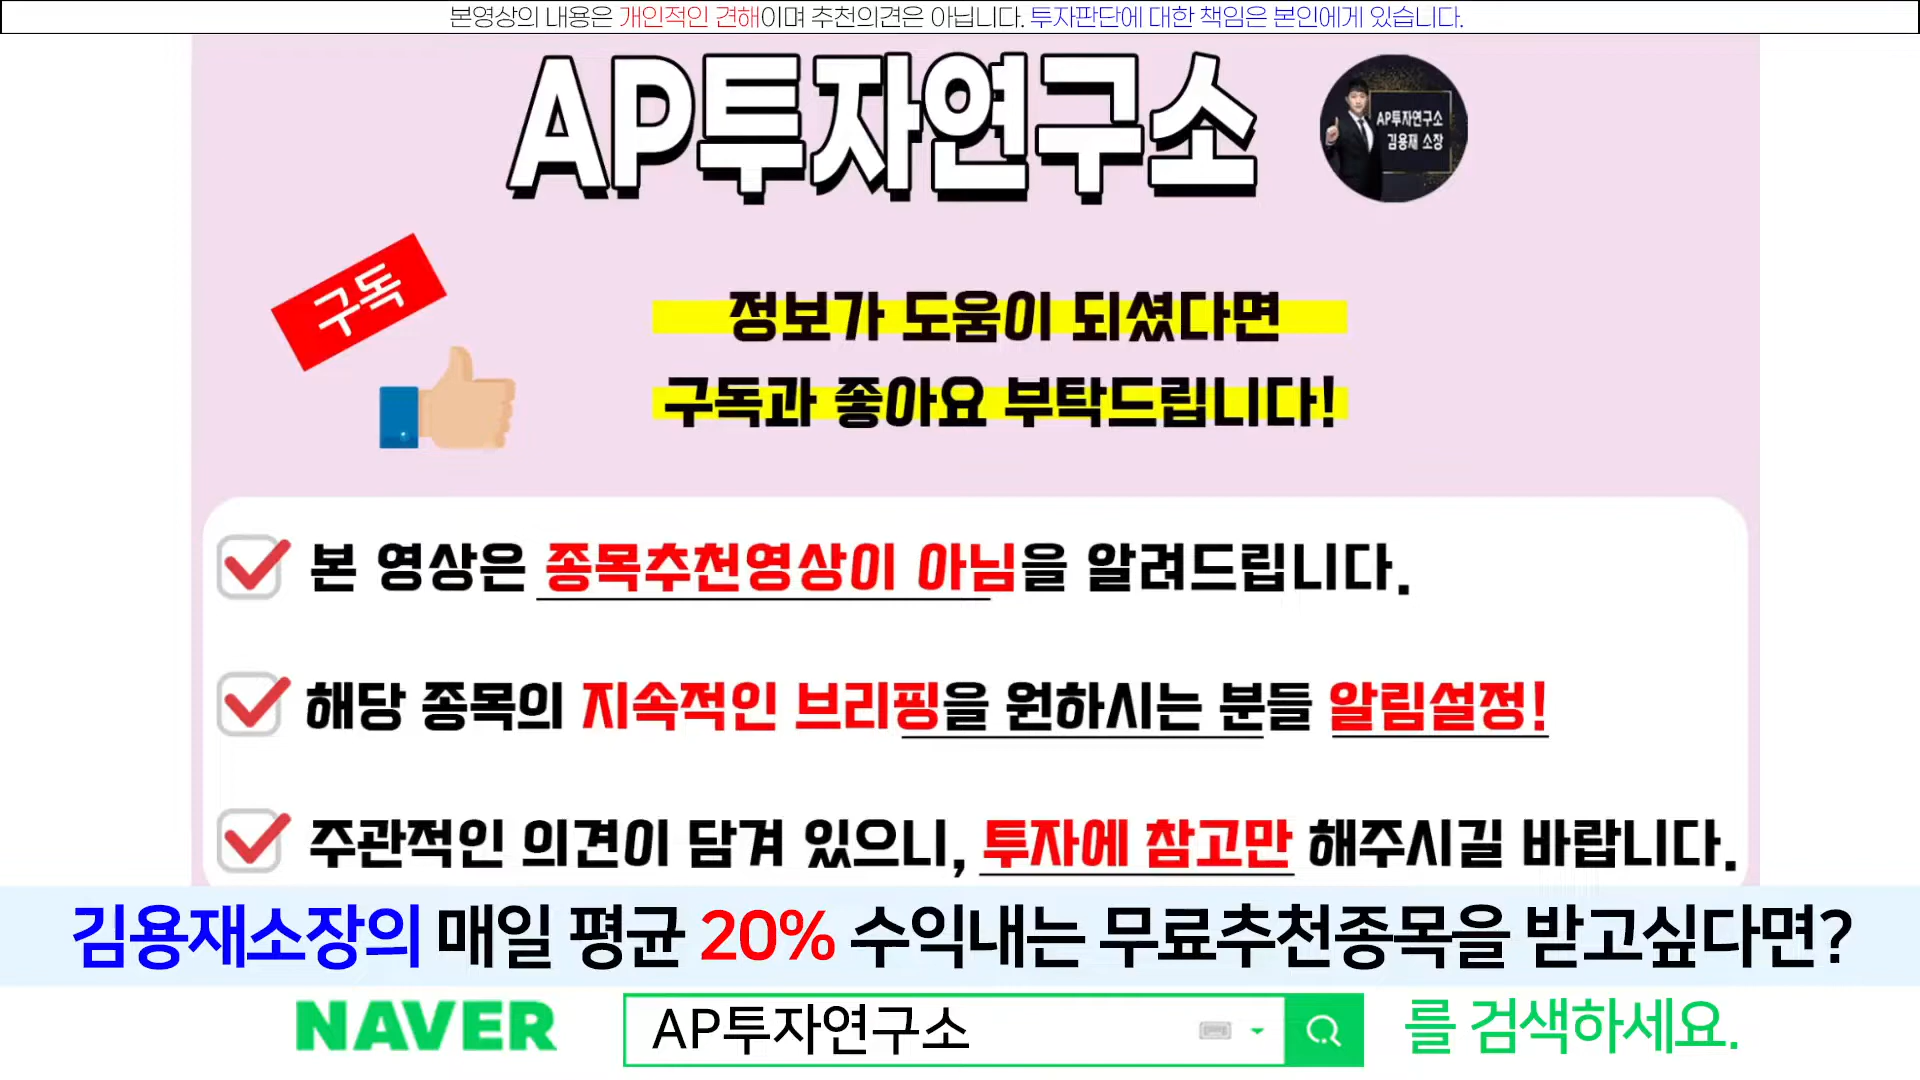 본영상의 내용은 개인적인 견해이며 추천의견은 아닙니다. 투자판단에 대한 책임은 본인에게 있습니다.
AP투자연구소
AP투자연구소
김용재 소장
구독
정보가 도움이 되셨다면
구독과 좋아요 부탁드립니다!
본 영상은 종목추천영상이 아님을 알려드립니다.
해당 종목의 지속적인 브리핑을 원하시는 분들 알림설정!
주관적인 의견이 담겨 있으니, 투자에 참고만 해주시길 바랍니다.
김용재소장의 매일 평균 20% 수익내는 무료추천종목을 받고싶다면?
NAVER AP투자연구소 를 검색하세요.